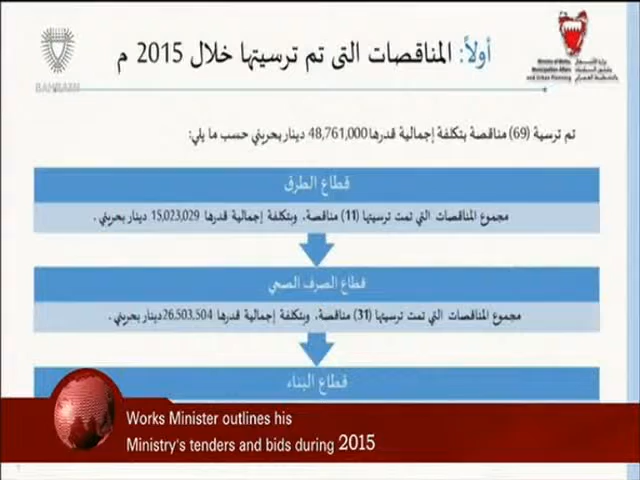 أولاً: المناقصات التي تم ترسيتها خلال 2015 م
BAHRAIN
تم ترسية (69) مناقصة بتكلفة إجمالية قدرها 48,761,000 دينار بحريني حسب ما يلي:
قطاع الطرق
مجموع المناقصات التي تمت ترسيتها (11) مناقصة، وبتكلفة إجمالية قدرها 15,023,029 دينار بحريني .
قطاع الصرف الصحي
مجموع المناقصات التي تمت ترسيتها (31) مناقصة، وبتكلفة إجمالية قدرها 26,503,504 دينار بحريني .
قطاع البناء
Works Minister outlines his
Ministry's tenders and bids during 2015